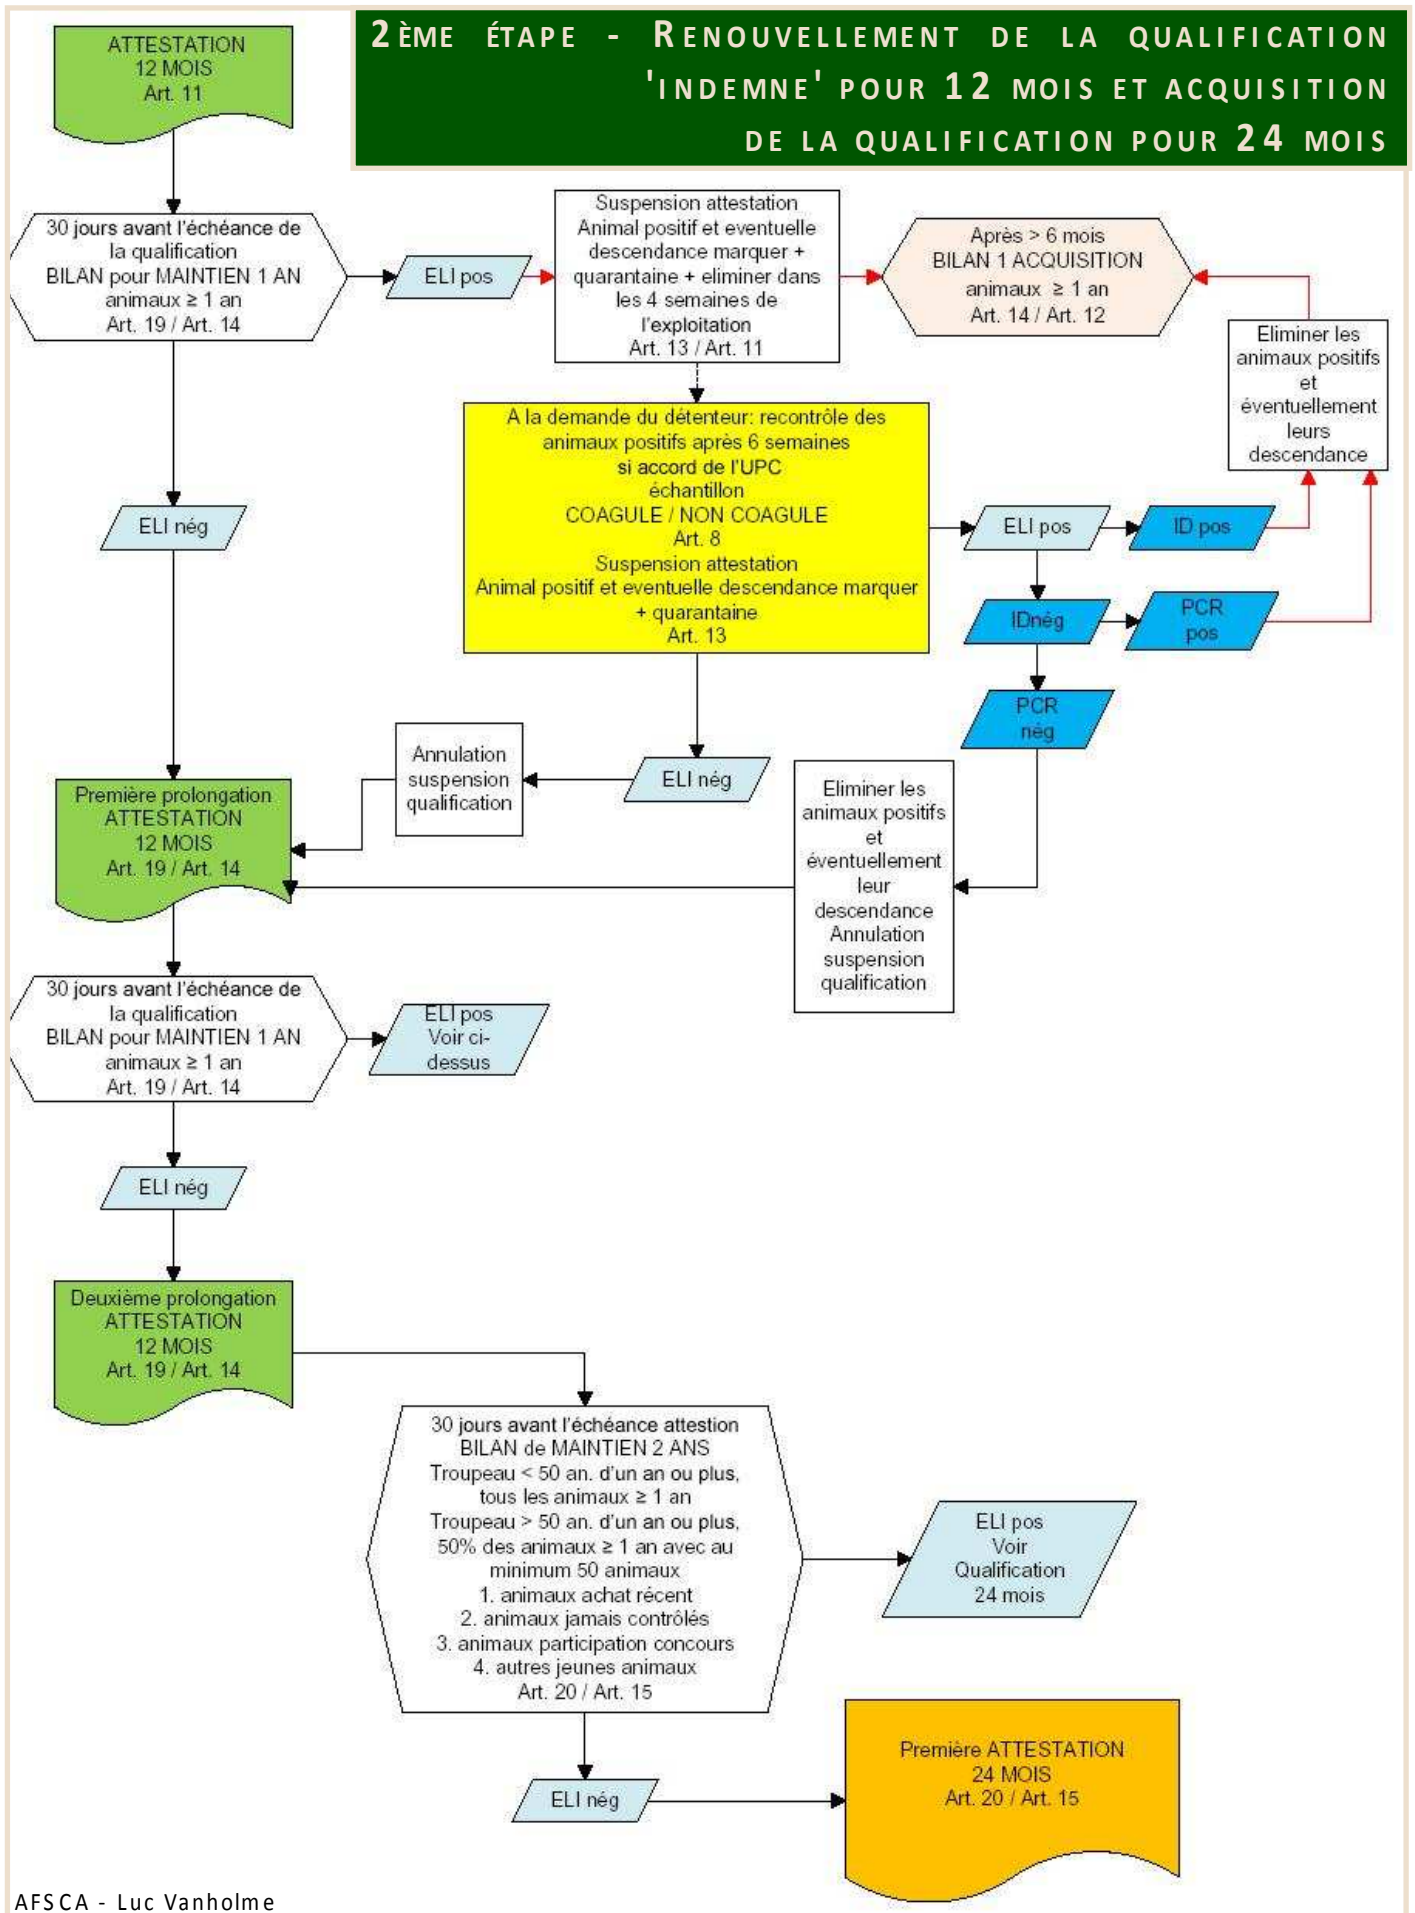 2ÈME ÉTAPE - RENOUVELLEMENT DE LA QUALIFICATION
'INDEMNE' POUR 12 MOIS ET ACQUISITION
DE LA QUALIFICATION POUR 24 MOIS
ATTESTATION
12 MOIS
Art. 11
30 jours avant l'échéance de
la qualification
BILAN pour MAINTIEN 1 AN
animaux ≥ 1 an
Art. 19 / Art. 14
ELI pos
Suspension attestation
Animal positif et eventuelle
descendance marquer +
quarantaine + eliminer dans
les 4 semaines de
l'exploitation
Art. 13 / Art. 11
Après > 6 mois
BILAN 1 ACQUISITION
animaux ≥ 1 an
Art. 14 / Art. 12
Eliminer les
animaux positifs
et
éventuellement
leurs
descendance
A la demande du détenteur: recontrôle des
animaux positifs après 6 semaines
si accord de l'UPC
échantillon
COAGULE / NON COAGULE
Art. 8
Suspension attestation
Animal positif et eventuelle descendance marquer
+ quarantaine
Art. 13
ELI nég
ELI pos
ID pos
IDnég
PCR
pos
PCR
nég
ELI nég
Annulation
suspension
qualification
Eliminer les
animaux positifs
et
éventuellement
leur
descendance
Annulation
suspension
qualification
Première prolongation
ATTESTATION
12 MOIS
Art. 19 / Art. 14
30 jours avant l'échéance de
la qualification
BILAN pour MAINTIEN 1 AN
animaux ≥ 1 an
Art. 19 / Art. 14
ELI pos
Voir ci-
dessus
ELI nég
Deuxième prolongation
ATTESTATION
12 MOIS
Art. 19 / Art. 14
30 jours avant l'échéance attestion
BILAN de MAINTIEN 2 ANS
Troupeau < 50 an. d'un an ou plus,
tous les animaux ≥ 1 an
Troupeau > 50 an. d'un an ou plus,
50% des animaux ≥ 1 an avec au
minimum 50 animaux
1. animaux achat récent
2. animaux jamais contrôlés
3. animaux participation concours
4. autres jeunes animaux
Art. 20 / Art. 15
ELI pos
Voir
Qualification
24 mois
ELI nég
Première ATTESTATION
24 MOIS
Art. 20 / Art. 15
AFSCA - Luc Vanholme